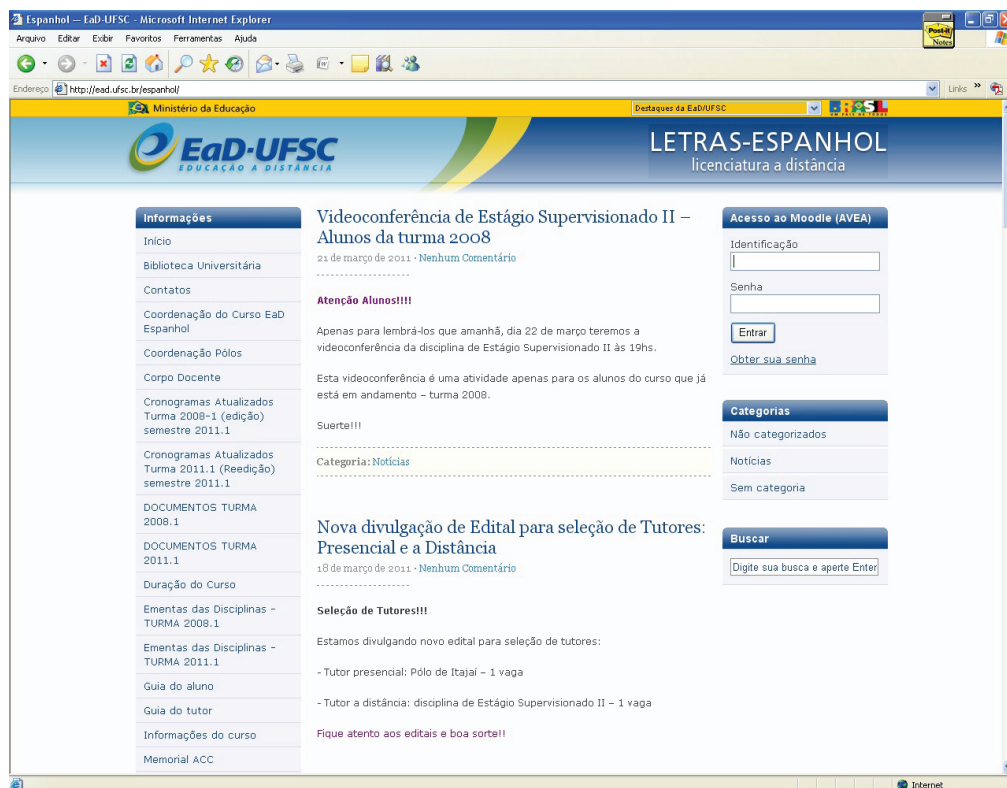 Espanhol — EaD-UFSC - Microsoft Internet Explorer
Arquivo Editar Exibir Favoritos Ferramentas Ajuda
Post-it
Notes
Endereço http://ead.ufsc.br/espanhol/
Links »
Ministério da Educação
Destaques da EaD/UFSC
BRASIL
EaD-UFSC
EDUCAÇÃO A DISTÂNCIA
LETRAS-ESPANHOL
licenciatura a distância
Informações
Início
Biblioteca Universitária
Contatos
Coordenação do Curso EaD
Espanhol
Coordenação Pólos
Corpo Docente
Cronogramas Atualizados
Turma 2008-1 (edição)
semestre 2011.1
Cronogramas Atualizados
Turma 2011.1 (Reedição)
semestre 2011.1
DOCUMENTOS TURMA
2008.1
DOCUMENTOS TURMA
2011.1
Duração do Curso
Ementas das Disciplinas -
TURMA 2008.1
Ementas das Disciplinas -
TURMA 2011.1
Guia do aluno
Guia do tutor
Informações do curso
Memorial ACC
Videoconferência de Estágio Supervisionado II –
Alunos da turma 2008
21 de março de 2011 · Nenhum Comentário
Atenção Alunos!!!!
Apenas para lembrá-los que amanhã, dia 22 de março teremos a
videoconferência da disciplina de Estágio Supervisionado II às 19hs.
Esta videoconferência é uma atividade apenas para os alunos do curso que já
está em andamento – turma 2008.
Suerte!!!
Categoria: Notícias
Nova divulgação de Edital para seleção de Tutores:
Presencial e a Distância
18 de março de 2011 · Nenhum Comentário
Seleção de Tutores!!!
Estamos divulgando novo edital para seleção de tutores:
- Tutor presencial: Pólo de Itajaí – 1 vaga
- Tutor a distância: disciplina de Estágio Supervisionado II – 1 vaga
Fique atento aos editais e boa sorte!!
Acesso ao Moodle (AVEA)
Identificação
Senha
Entrar
Obter sua senha
Categorias
Não categorizados
Notícias
Sem categoria
Buscar
Digite sua busca e aperte Enter
Internet